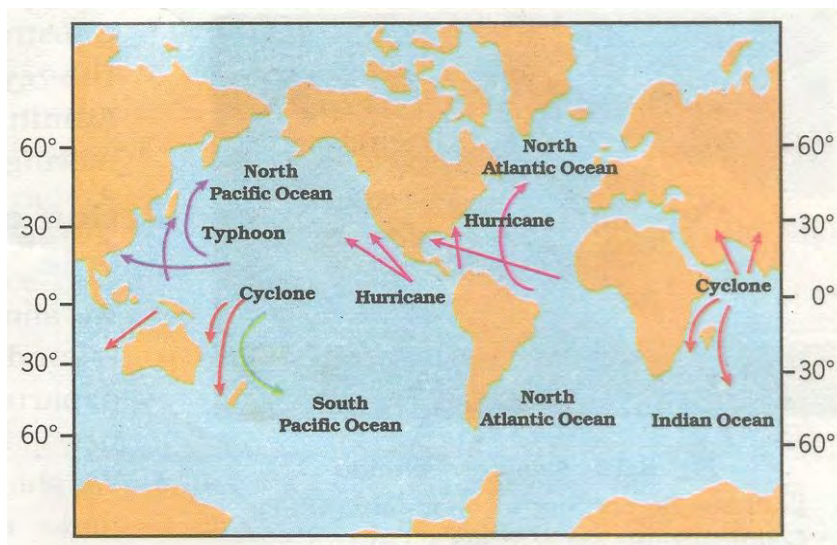 North
Pacific Ocean
Typhoon
Cyclone
Hurricane
North
Atlantic Ocean
Hurricane
Cyclone
South
Pacific Ocean
North
Atlantic Ocean
Indian Ocean
60°
30°
0°
30°
60°
60°
30°
0°
30°
60°